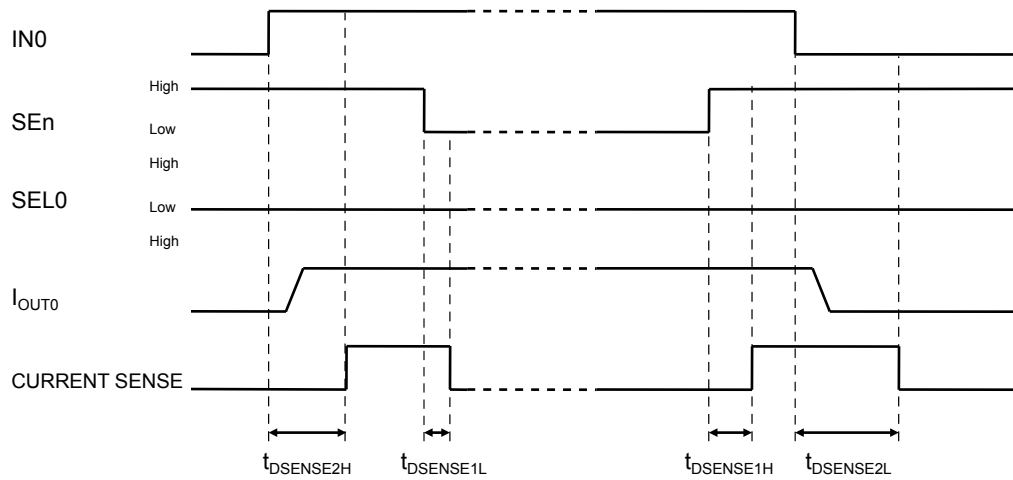 IN0
High
SEn
Low
High
SEL0
Low
High
IOUT0
CURRENT SENSE
tDSENSE2H
tDSENSE1L
tDSENSE1H
tDSENSE2L